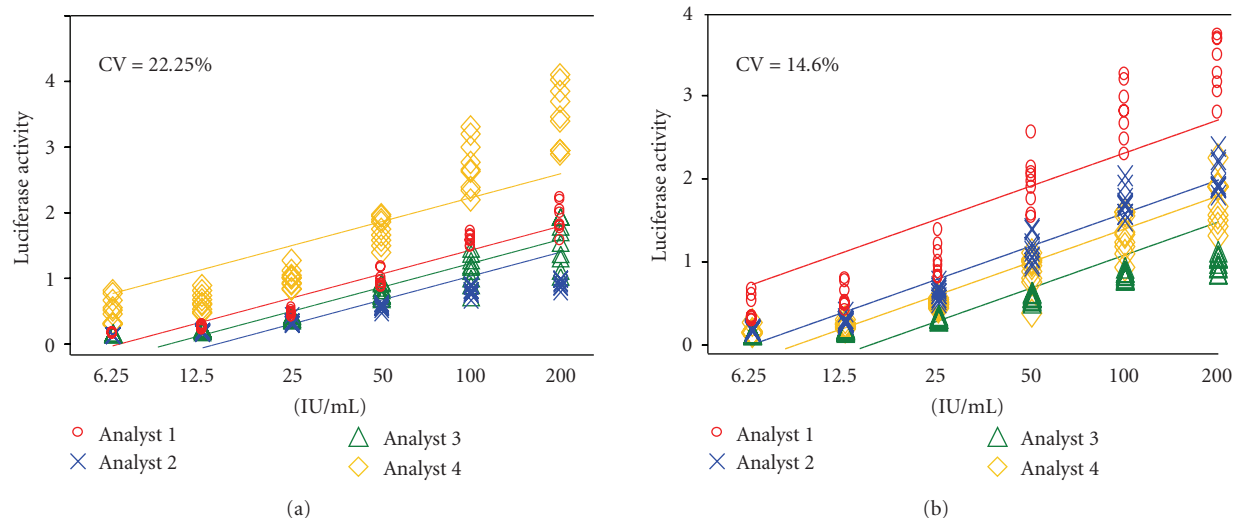 CV = 22.25%
Luciferase activity
4
3
2
1
0
6.25 12.5 25 50 100 200
(IU/mL)
Analyst 1
Analyst 2
Analyst 3
Analyst 4
(a)
4
CV = 14.6%
Luciferase activity
3
2
1
0
6.25 12.5 25 50 100 200
(IU/mL)
Analyst 1
Analyst 2
Analyst 3
Analyst 4
(b)